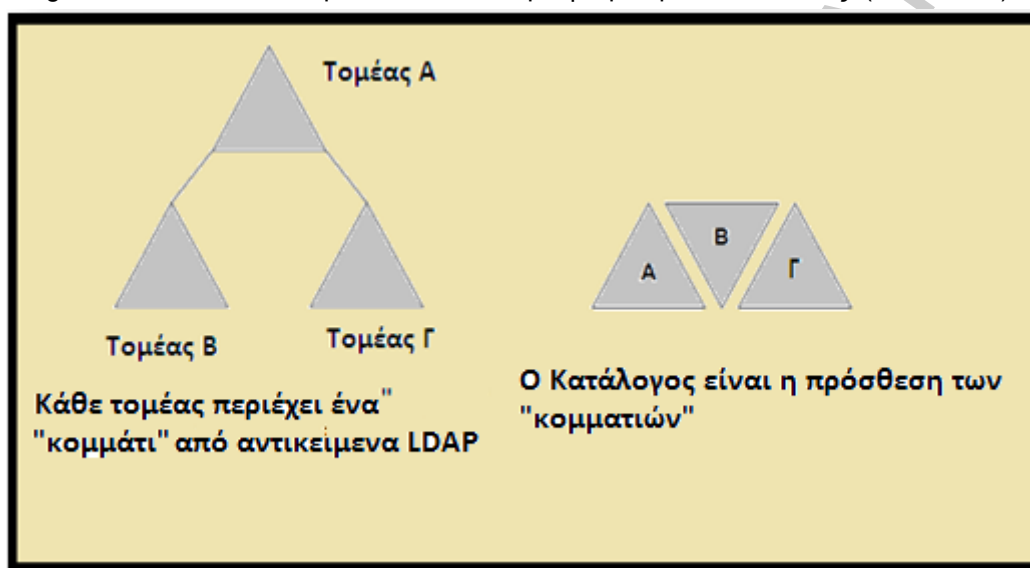 Τομέας Α
Τομέας Β
Τομέας Γ
Κάθε τομέας περιέχει ένα"
"κομμάτι" από αντικείμενα LDAP
Α
Β
Γ
Ο Κατάλογος είναι η πρόσθεση των
"κομματιών"